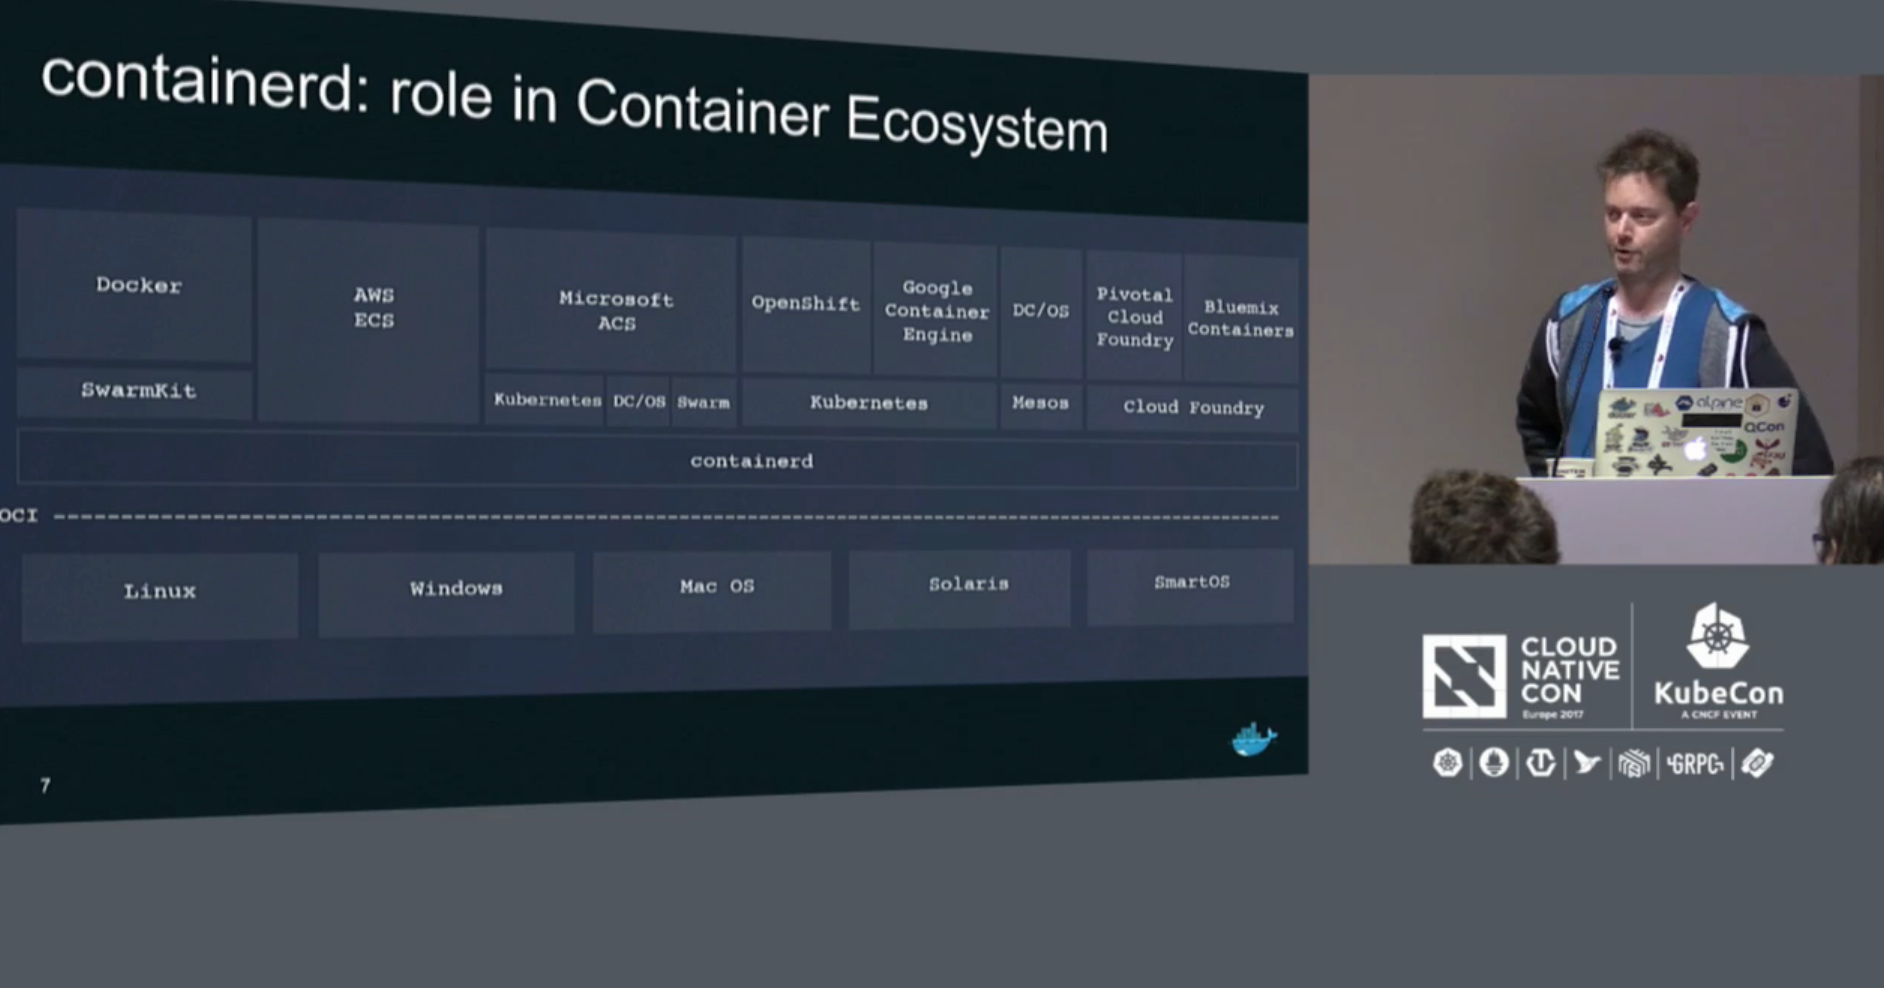 containerd: role in Container Ecosystem
Docker
AWS
ECS
Microsoft
ACS
OpenShift
Google
Container
Engine
DC/OS
Pivotal
Cloud
Foundry
Bluemix
Containers
SwarmKit
Kubernetes
DC/OS
Swarm
Kubernetes
Mesos
Cloud Foundry
containerd
OCI
Linux
Windows
Mac OS
Solaris
SmartOS
7
alpine
QCon
CLOUD
NATIVE
CON
Europe 2017
KubeCon
A CNCF EVENT
GRPC